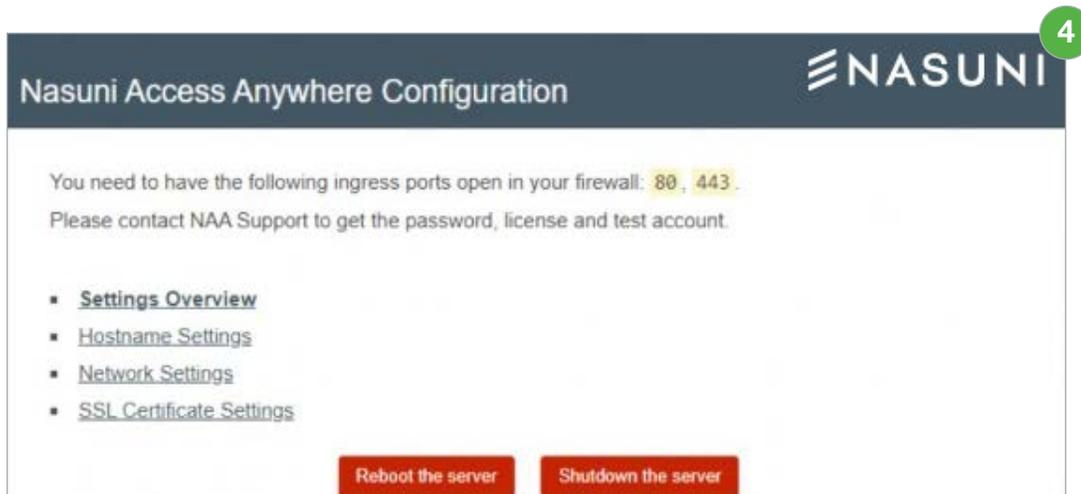 4
NASUNI
Nasuni Access Anywhere Configuration
You need to have the following ingress ports open in your firewall: 80, 443.
Please contact NAA Support to get the password, license and test account.
Settings Overview
Hostname Settings
Network Settings
SSL Certificate Settings
Reboot the server
Shutdown the server